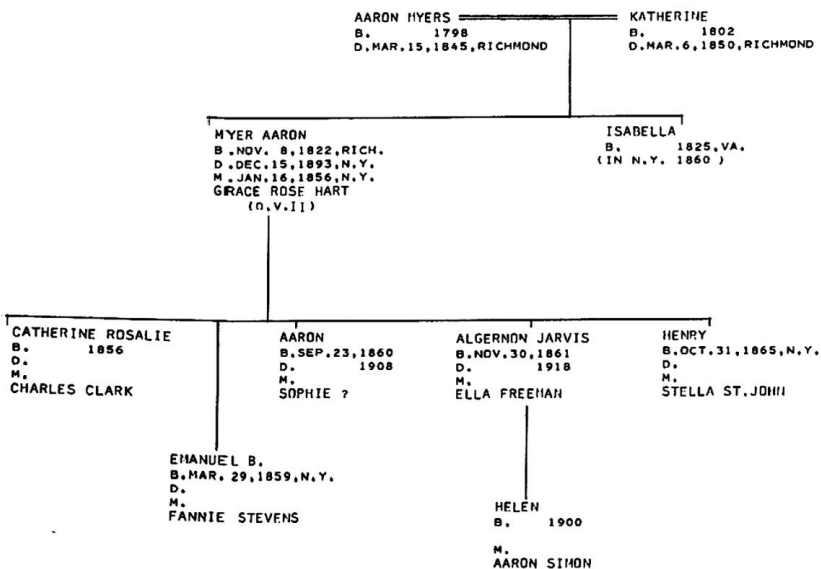 AARON MYERS
B. 1798
D.MAR.15,1845,RICHMOND
KATHERINE
B. 1802
D.MAR.6,1850,RICHMOND
MYER AARON
B.NOV. 8,1822,RICH.
D.DEC.15,1893,N.Y.
M.JAN.16,1856,N.Y.
GRACE ROSE HART
(O.V.II)
ISABELLA
B. 1825,VA.
(IN N.Y. 1860 )
CATHERINE ROSALIE
B. 1856
D.
M.
CHARLES CLARK
AARON
B.SEP.23,1860
D. 1908
M.
SOPHIE ?
ALGERNON JARVIS
B.NOV.30,1861
D. 1918
M.
ELLA FREEMAN
HENRY
B.OCT.31,1865,N.Y.
D.
M.
STELLA ST.JOHN
EMANUEL B.
B.MAR. 29,1859,N.Y.
D.
M.
FANNIE STEVENS
HELEN
B. 1900
M.
AARON SIMON